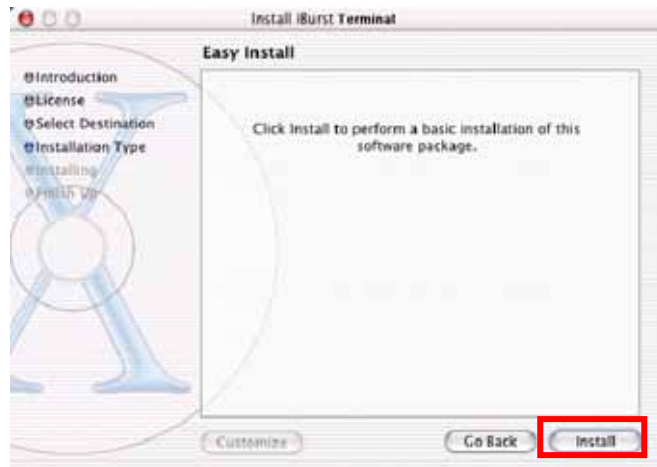 Install iBurst Terminal
Easy Install
Introduction
License
Select Destination
Installation Type
Installing
Finish Up
Click Install to perform a basic installation of this
software package.
Customize
Go Back
Install